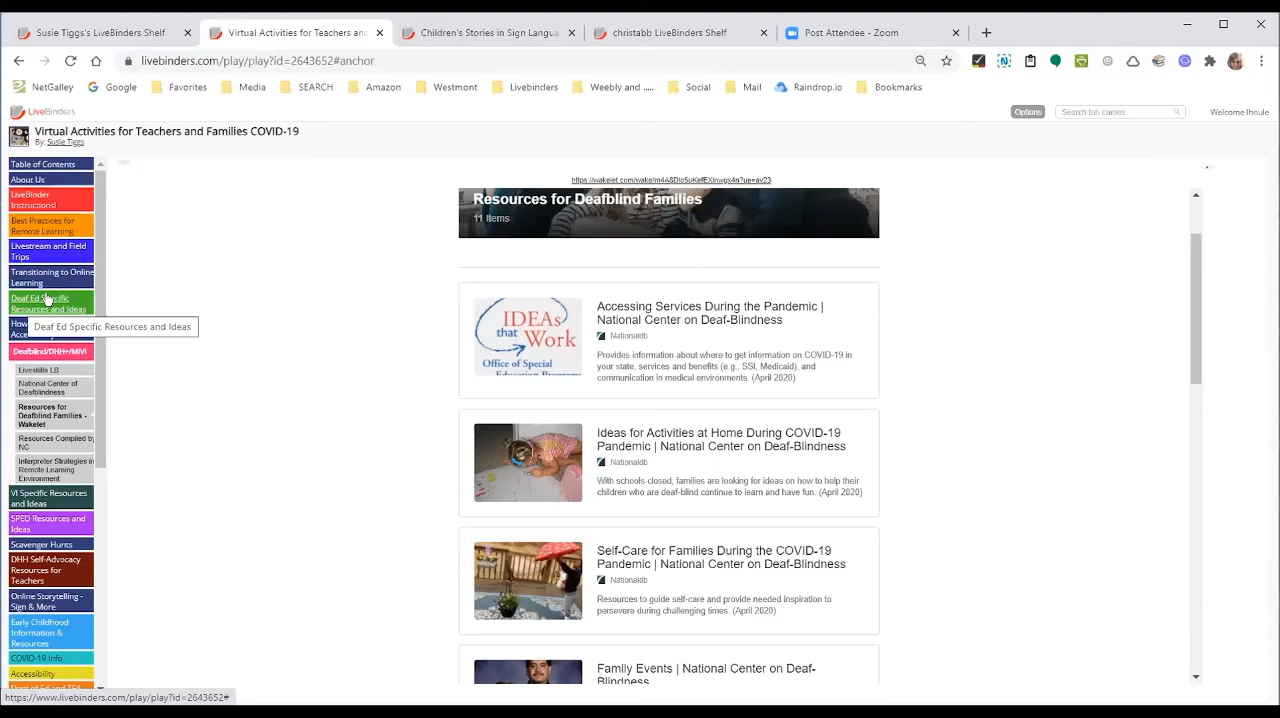 Susie Tiggs LiveBinders Shelf
Virtual Activities for Teachers and
Children's Stories in Sign Langua
christabb LiveBinders Shelf
Post Attendee - Zoom
livebinders.com/play/play?id=2643652#anchor
NetGalley Google Favorites Media SEARCH Amazon Westmont Livebinders Weebly and ..... Social Mail Raindrop.io Bookmarks
LiveBinders
Options
Search tab names
Welcome lhoule
Virtual Activities for Teachers and Families COVID-19
By: Susie Tiggs
Table of Contents
About Us
LiveBinder
Instructions!
Best Practices for
Remote Learning
Livestream and Field
Trips
Transitioning to Online
Learning
Deaf Ed Specific
Resources and Ideas
Deaf Ed Specific Resources and Ideas
How
Acce
Deafblind/DHH+/MIVI
Liveskills LB
National Center of
Deafblindness
Resources for
Deafblind Families -
Wakelet
Resources Compiled by
NC
Interpreter Strategies in
Remote Learning
Environment
VI Specific Resources
and Ideas
SPED Resources and
Ideas
Scavenger Hunts
DHH Self-Advocacy
Resources for
Teachers
Online Storytelling -
Sign & More
Early Childhood
Information &
Resources
COVID-19 Info
Accessibility
https://www.livebinders.com/play/play?id=2643652#
Resources for Deafblind Families
11 Items
IDEAs
that
Work
Office of Special
Education Programs
Accessing Services During the Pandemic |
National Center on Deaf-Blindness
Nationaldb
Provides information about where to get information on COVID-19 in
your state, services and benefits (e.g., SSI, Medicaid), and
communication in medical environments. (April 2020)
Ideas for Activities at Home During COVID-19
Pandemic | National Center on Deaf-Blindness
Nationaldb
With schools closed, families are looking for ideas on how to help their
children who are deaf-blind continue to learn and have fun. (April 2020)
Self-Care for Families During the COVID-19
Pandemic | National Center on Deaf-Blindness
Nationaldb
Resources to guide self-care and provide needed inspiration to
persevere during challenging times. (April 2020)
Family Events | National Center on Deaf-
Blindness